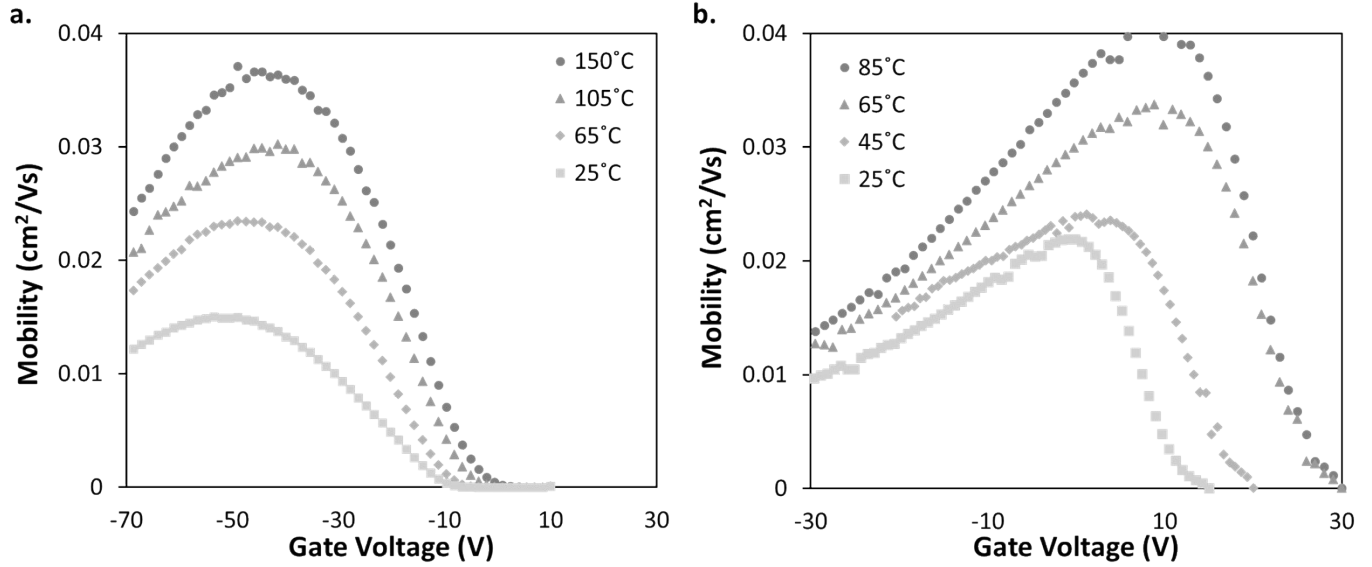 a.
0.04
0.03
0.02
0.01
0
Mobility (cm²/Vs)
-70 -50 -30 -10 10 30
Gate Voltage (V)
150˚C
105˚C
65˚C
25˚C
b.
0.04
0.03
0.02
0.01
0
Mobility (cm²/Vs)
-30 -10 10 30
Gate Voltage (V)
85˚C
65˚C
45˚C
25˚C